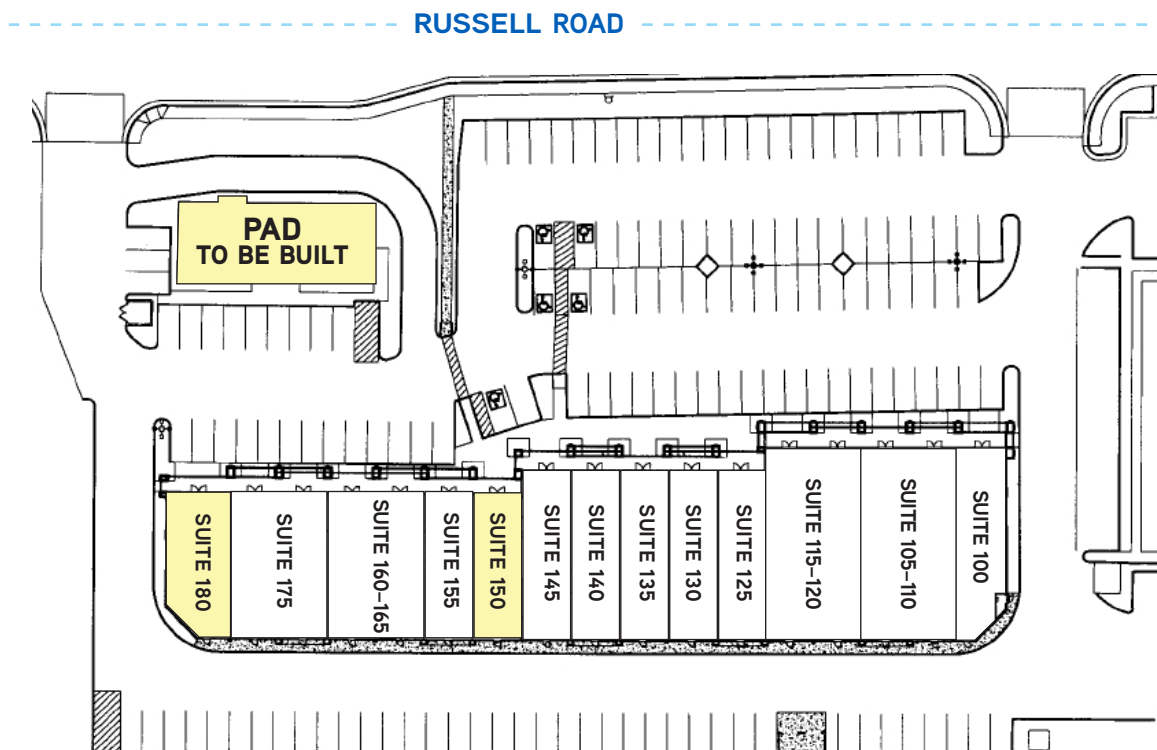 RUSSELL ROAD
PAD
TO BE BUILT
SUITE 180
SUITE 175
SUITE 160–165
SUITE 155
SUITE 150
SUITE 145
SUITE 140
SUITE 135
SUITE 130
SUITE 125
SUITE 115–120
SUITE 105–110
SUITE 100